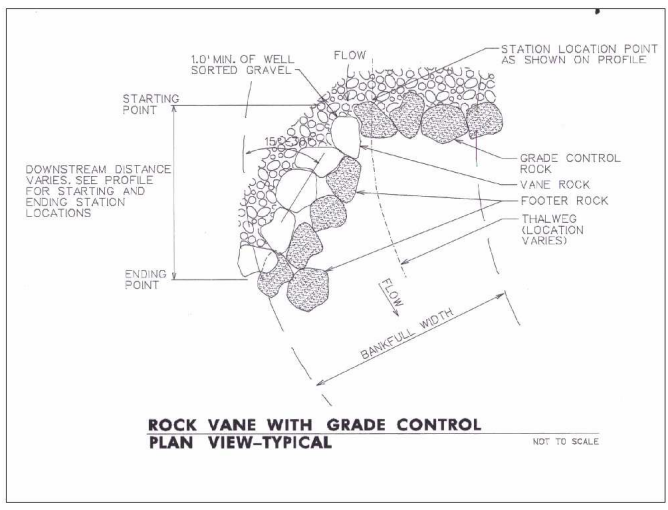 1.0' MIN. OF WELL
SORTED GRAVEL
FLOW
STATION LOCATION POINT
AS SHOWN ON PROFILE
STARTING
POINT
DOWNSTREAM DISTANCE
VARIES. SEE PROFILE
FOR STARTING AND
ENDING STATION
LOCATIONS
GRADE CONTROL
ROCK
VANE ROCK
FOOTER ROCK
THALWEG
(LOCATION
VARIES)
ENDING
POINT
FLOW
BANKFULL WIDTH
ROCK VANE WITH GRADE CONTROL
PLAN VIEW-TYPICAL
NOT TO SCALE